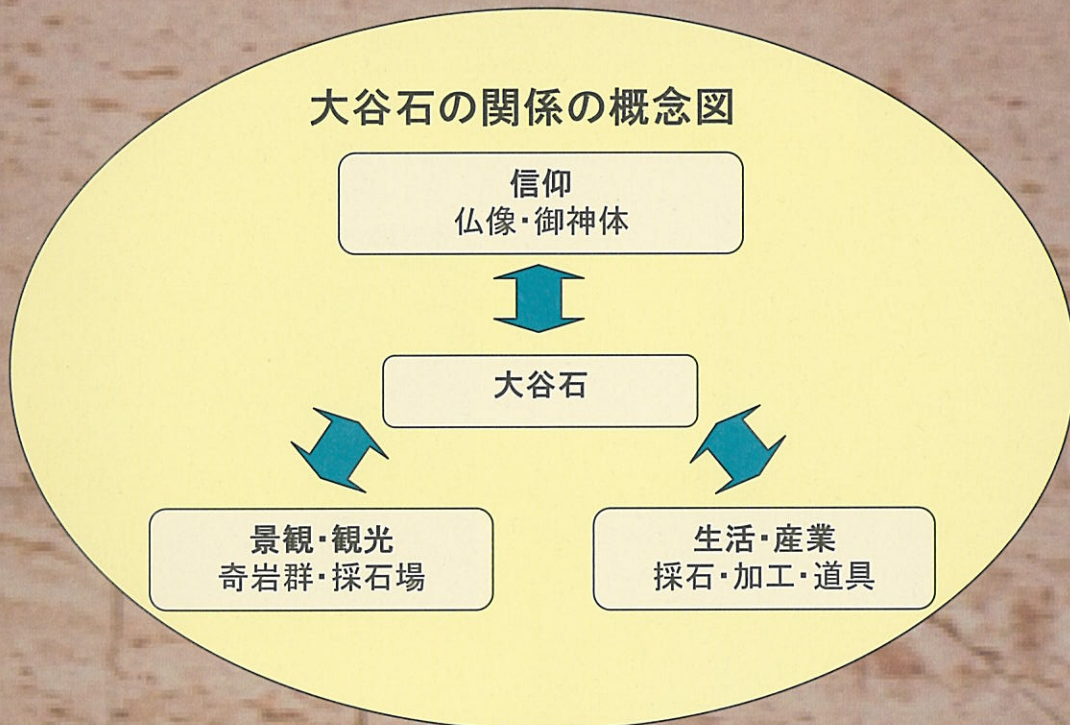 大谷石の関係の概念図
信仰
仏像・御神体
大谷石
景観・観光
奇岩群・採石場
生活・産業
採石・加工・道具